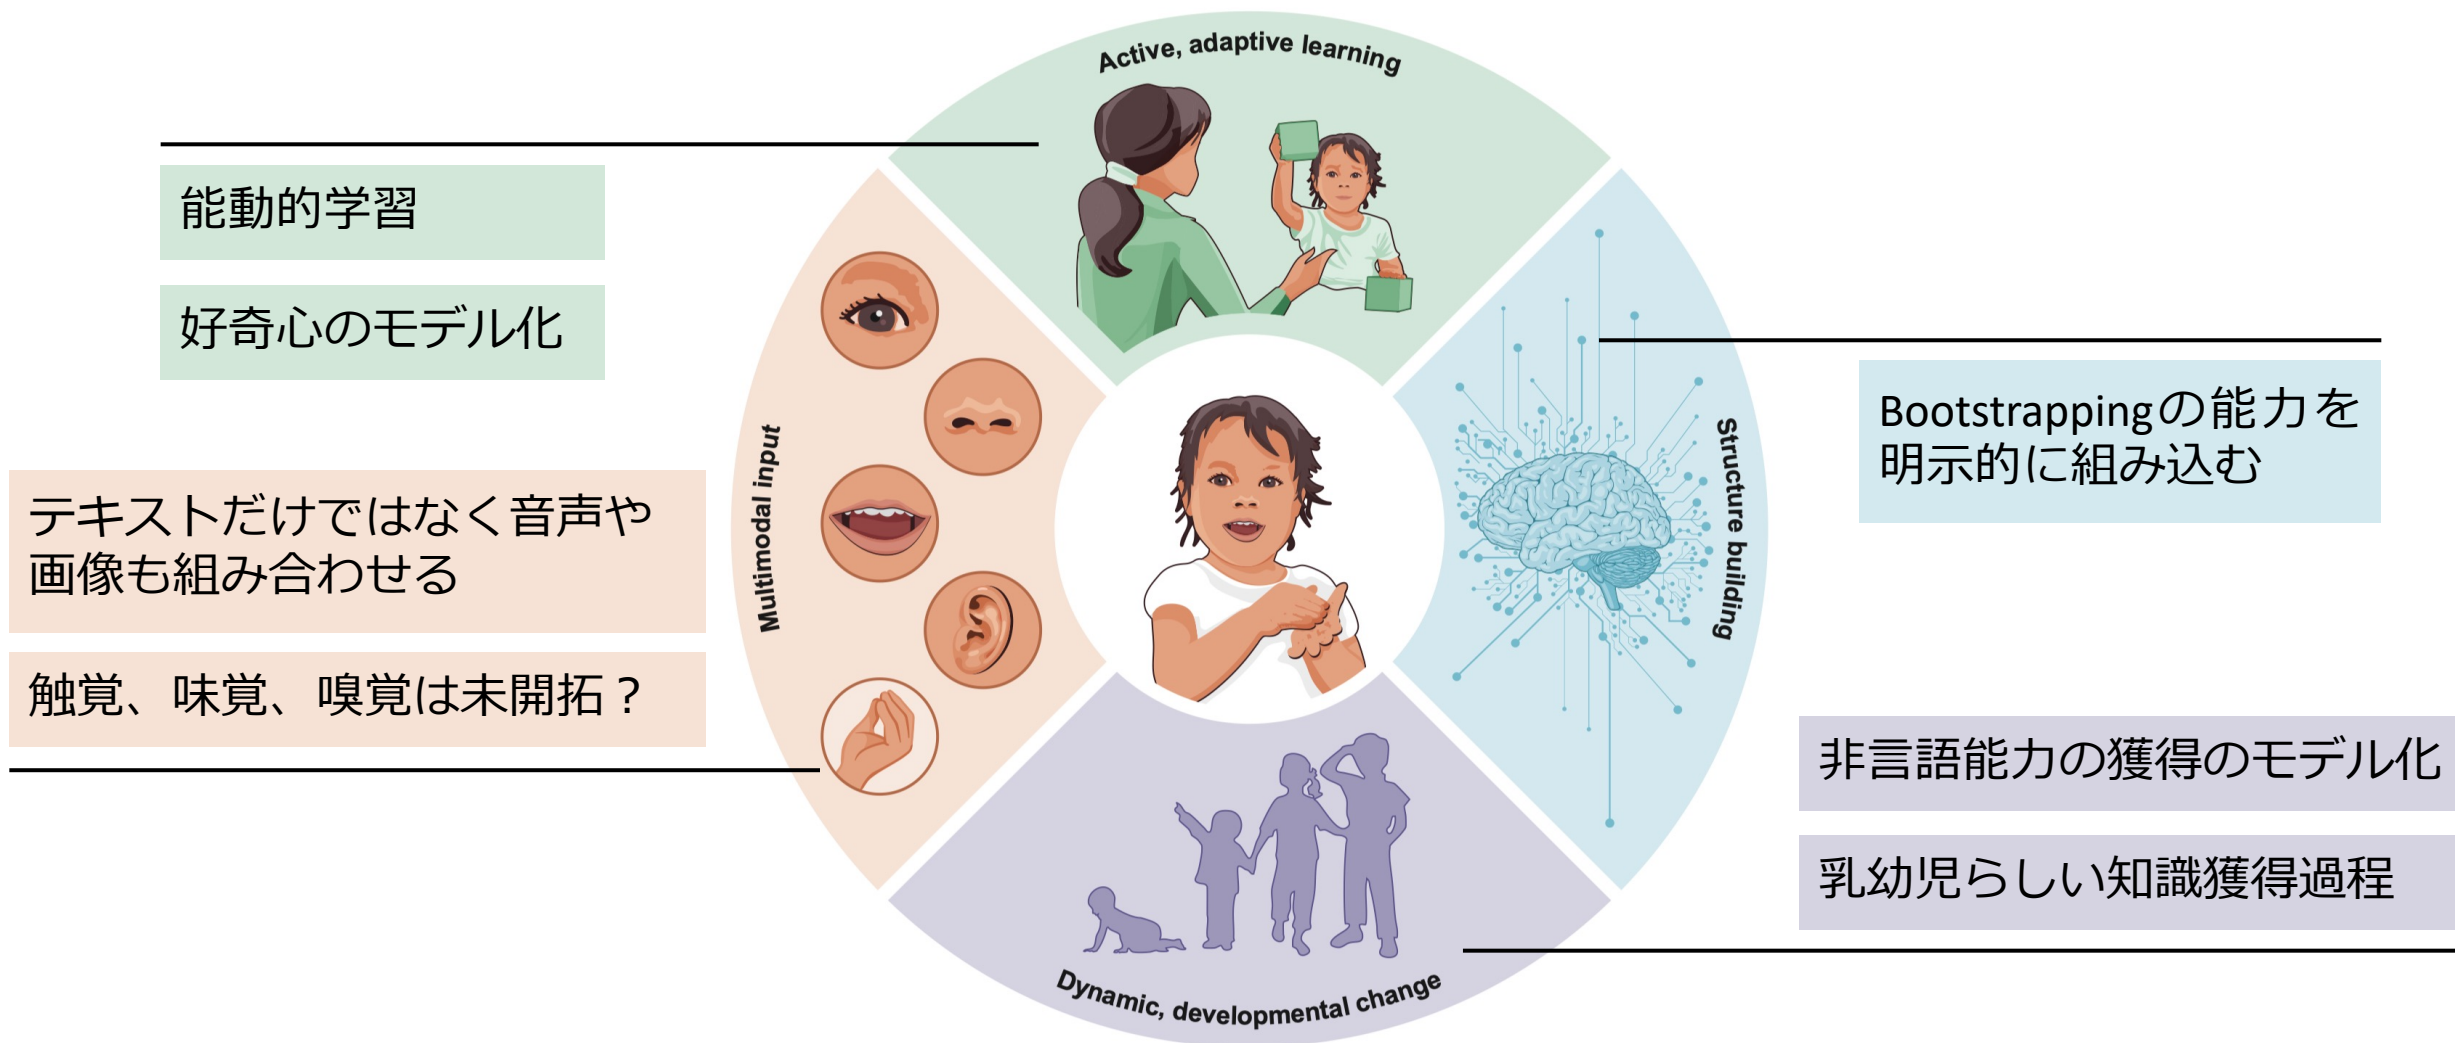 Active, adaptive learning
能動的学習
好奇心のモデル化
Multimodal input
テキストだけではなく音声や
画像も組み合わせる
触覚、味覚、嗅覚は未開拓？
Structure building
Bootstrappingの能力を
明示的に組み込む
非言語能力の獲得のモデル化
乳幼児らしい知識獲得過程
Dynamic, developmental change